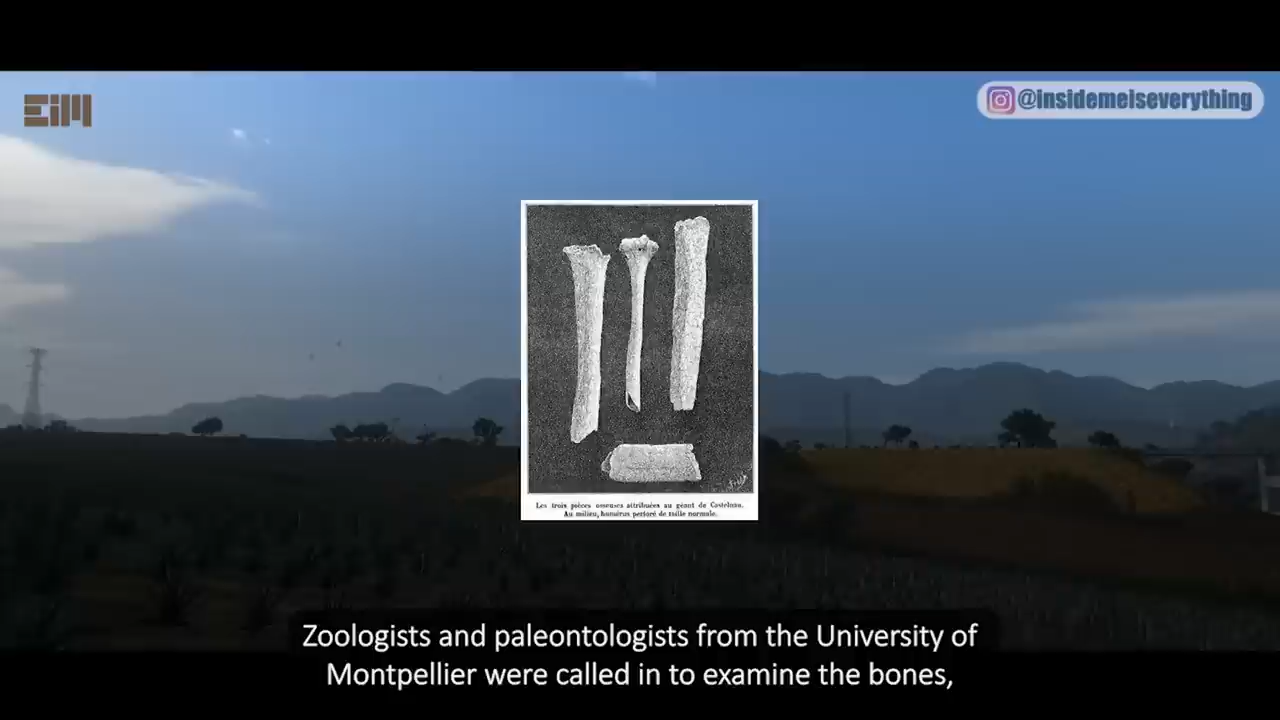 EiM
@insidemeiseverything
Les trois pièces osseuses attribuées au géant de Castelnau.
Au milieu, humérus perforé de taille normale.
Zoologists and paleontologists from the University of
Montpellier were called in to examine the bones,